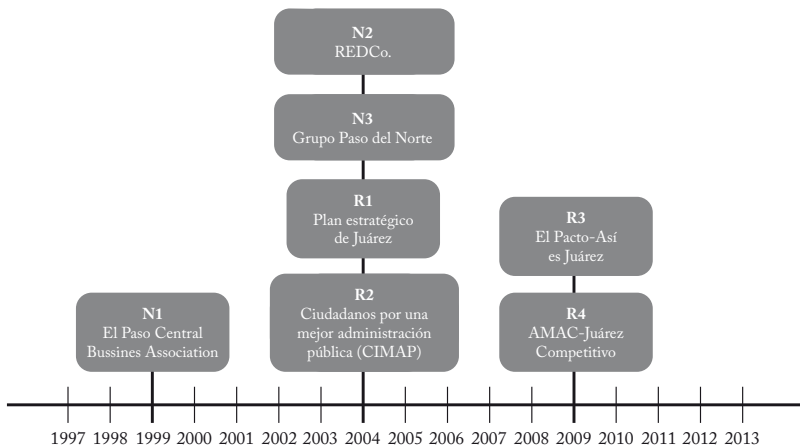 N2
REDCo.
N3
Grupo Paso del Norte
R1
Plan estratégico
de Juárez
R3
El Pacto-Así
es Juárez
N1
El Paso Central
Bussines Association
R2
Ciudadanos por una
mejor administración
pública (CIMAP)
R4
AMAC-Juárez
Competitivo
1997 1998 1999 2000 2001 2002 2003 2004 2005 2006 2007 2008 2009 2010 2011 2012 2013